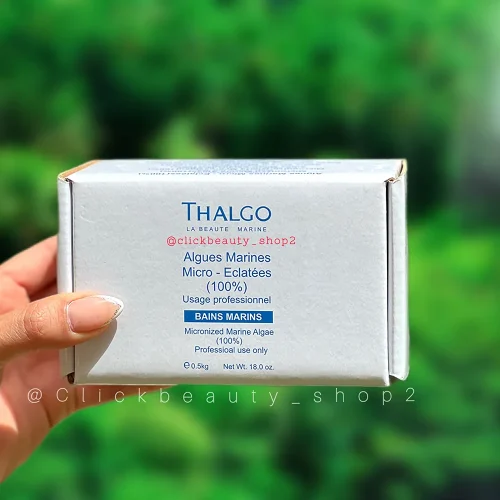 THALGO
LA BEAUTE MARINE
@clickbeauty_shop2
Algues Marines
Micro - Eclatées
(100%)
Usage professionnel
BAINS MARINS
Micronized Marine Algae
(100%)
Professional use only
℮0.5kg Net Wt. 18.0 oz.
@Clickbeauty_shop2